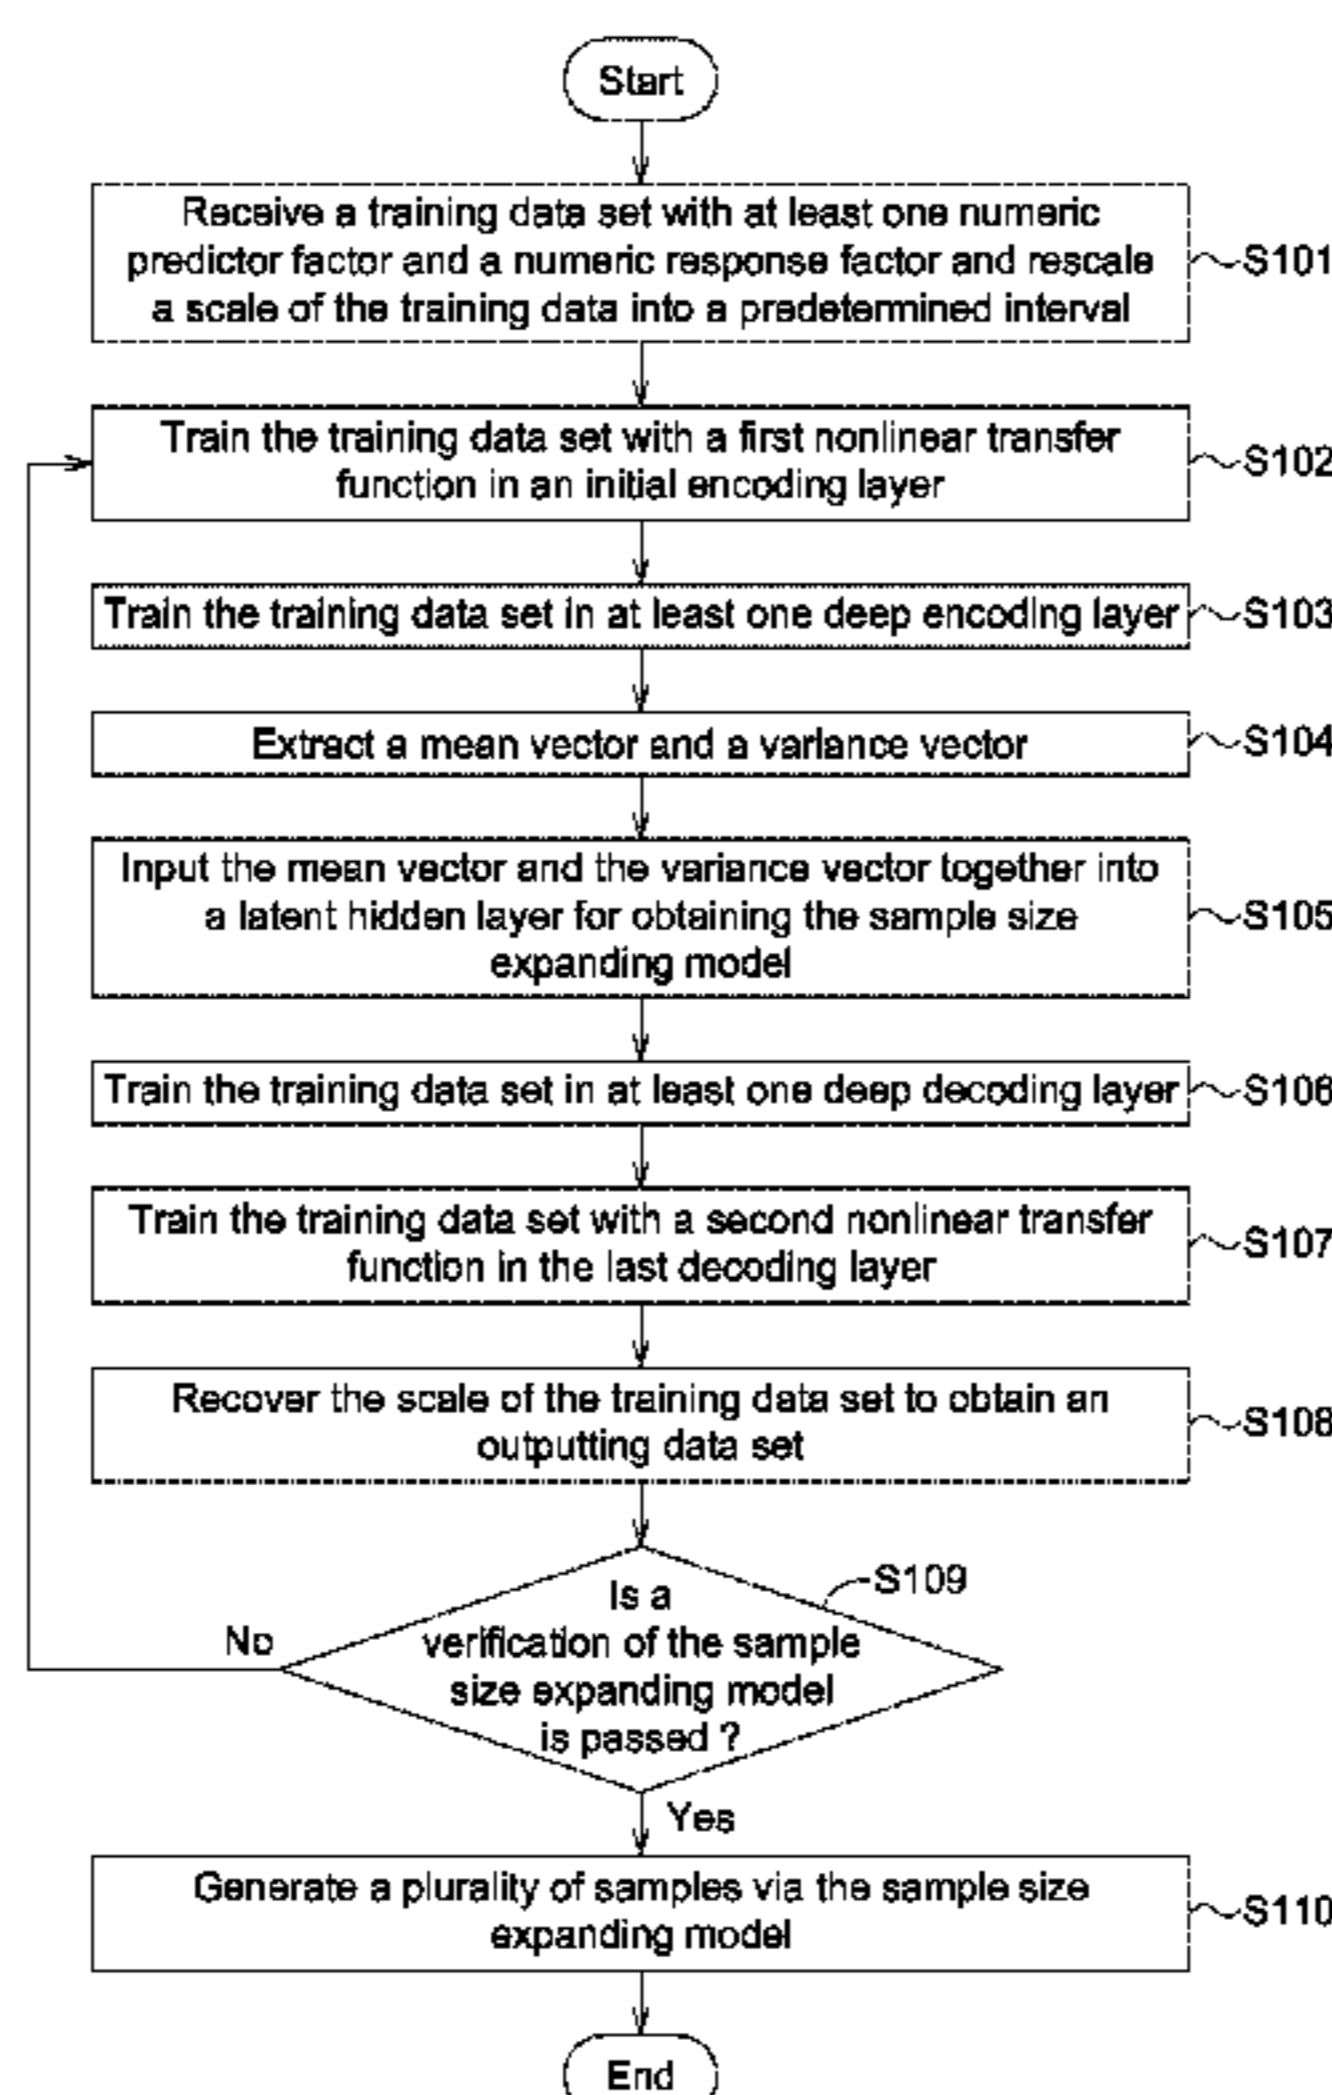 Start
Receive a training data set with at least one numeric
predictor factor and a numeric response factor and rescale
a scale of the training data into a predetermined interval
S101
Train the training data set with a first nonlinear transfer
function in an initial encoding layer
S102
Train the training data set in at least one deep encoding layer
S103
Extract a mean vector and a variance vector
S104
Input the mean vector and the variance vector together into
a latent hidden layer for obtaining the sample size
expanding model
S105
Train the training data set in at least one deep decoding layer
S106
Train the training data set with a second nonlinear transfer
function in the last decoding layer
S107
Recover the scale of the training data set to obtain an
outputting data set
S108
S109
Is a
verification of the sample
size expanding model
is passed ?
No
Yes
Generate a plurality of samples via the sample size
expanding model
S110
End